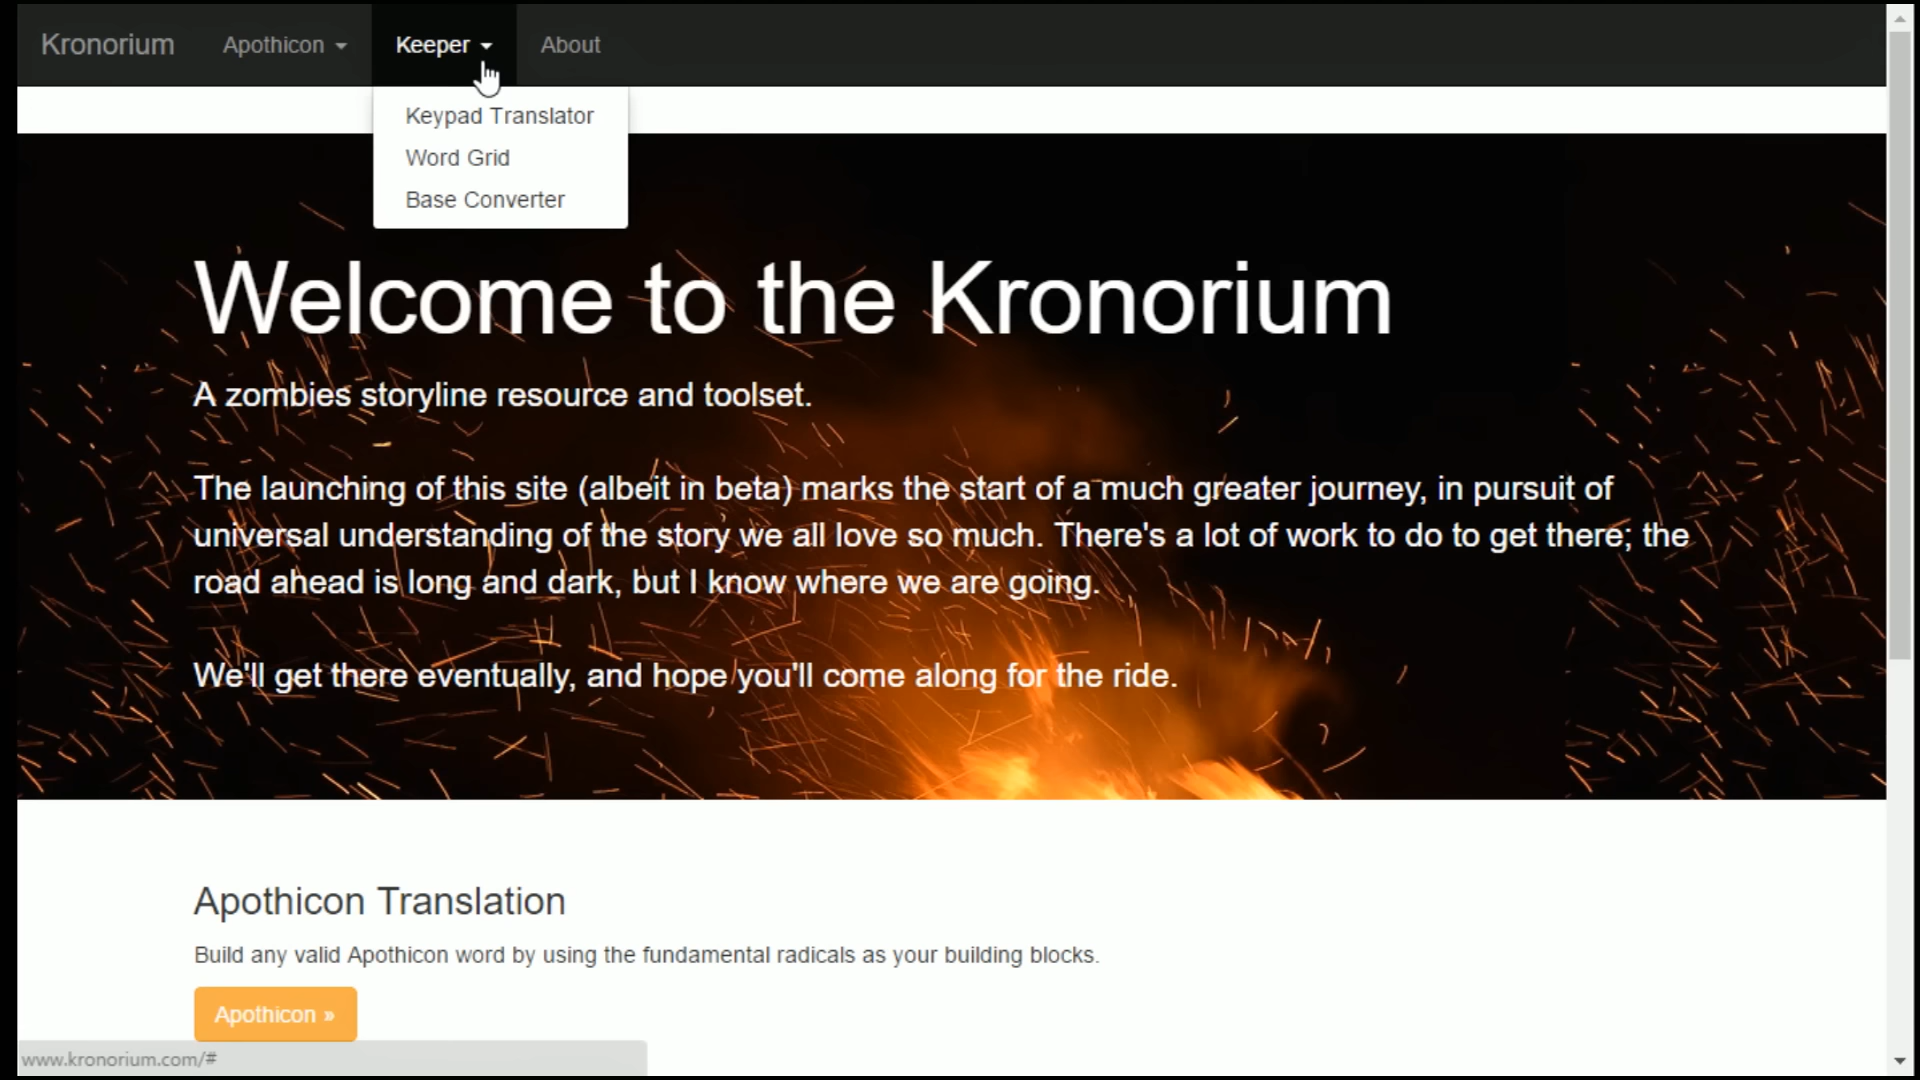 Kronorium Apothicon Keeper About
Keypad Translator
Word Grid
Base Converter
Welcome to the Kronorium
A zombies storyline resource and toolset.
The launching of this site (albeit in beta) marks the start of a much greater journey, in pursuit of
universal understanding of the story we all love so much. There's a lot of work to do to get there; the
road ahead is long and dark, but I know where we are going.
We'll get there eventually, and hope you'll come along for the ride.
Apothicon Translation
Build any valid Apothicon word by using the fundamental radicals as your building blocks.
Apothicon »
www.kronorium.com/#